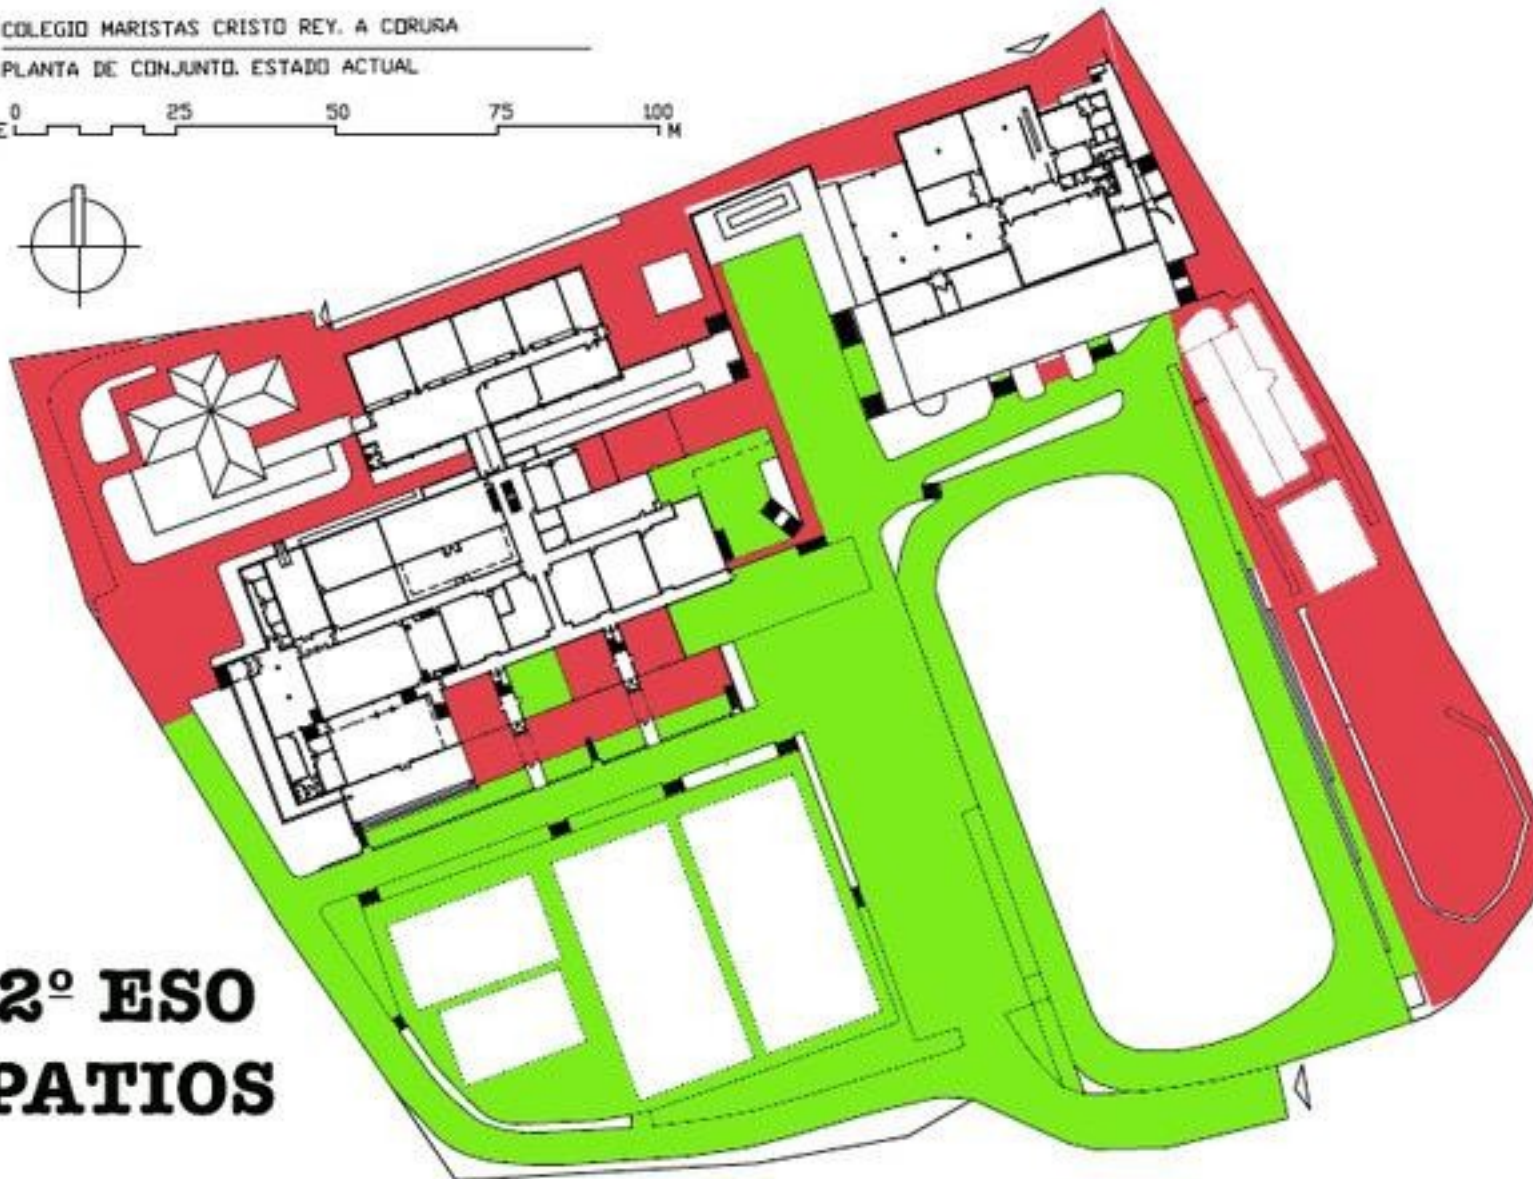 COLEGIO MARISTAS CRISTO REY. A CORUÑA
PLANTA DE CONJUNTO. ESTADO ACTUAL
0 25 50 75 100
E M
2º ESO
PATIOS